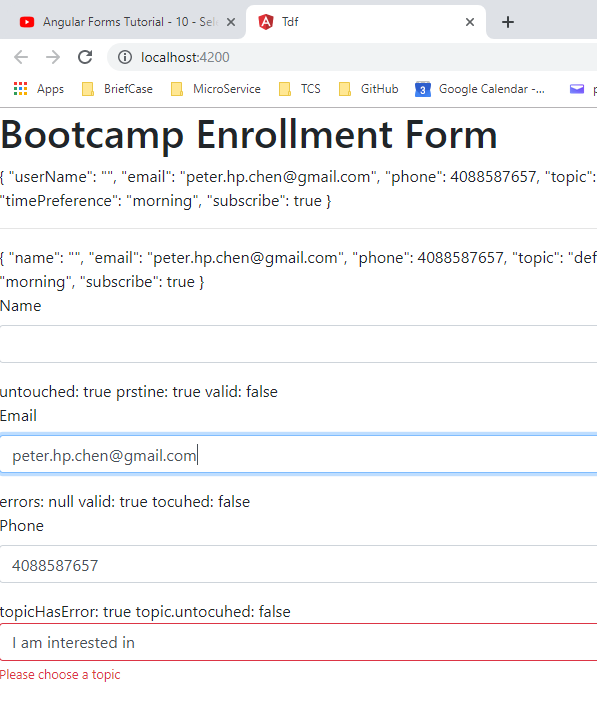 Angular Forms Tutorial - 10 - Sele
Tdf
localhost:4200
Apps BriefCase MicroService TCS GitHub Google Calendar -...
Bootcamp Enrollment Form
{ "userName": "", "email": "peter.hp.chen@gmail.com", "phone": 4088587657, "topic":
"timePreference": "morning", "subscribe": true }
{ "name": "", "email": "peter.hp.chen@gmail.com", "phone": 4088587657, "topic": "def
"morning", "subscribe": true }
Name
untouched: true prstine: true valid: false
Email
peter.hp.chen@gmail.com
errors: null valid: true tocuhed: false
Phone
4088587657
topicHasError: true topic.untocuhed: false
I am interested in
Please choose a topic